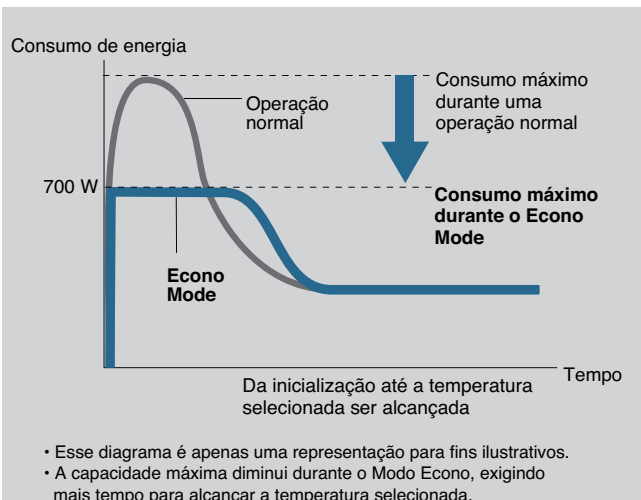 Consumo de energia
Consumo máximo
durante uma
operação normal
Operação
normal
700 W
Consumo máximo
durante o Econo
Mode
Econo
Mode
Tempo
Da inicialização até a temperatura
selecionada ser alcançada
• Esse diagrama é apenas uma representação para fins ilustrativos.
• A capacidade máxima diminui durante o Modo Econo, exigindo
mais tempo para alcançar a temperatura selecionada.